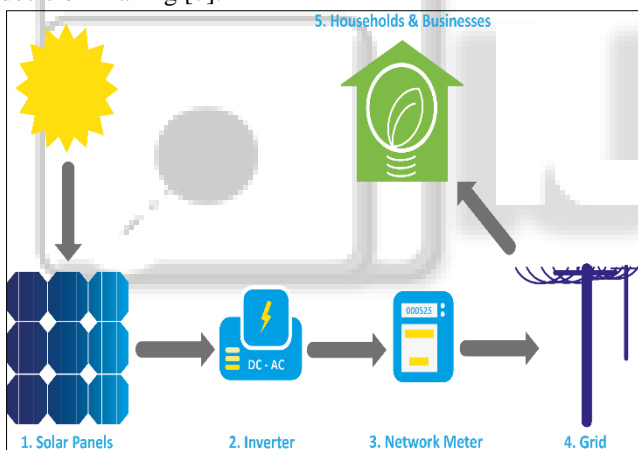 5. Households & Businesses
000525
DC - AC
1. Solar Panels
2. Inverter
3. Network Meter
4. Grid